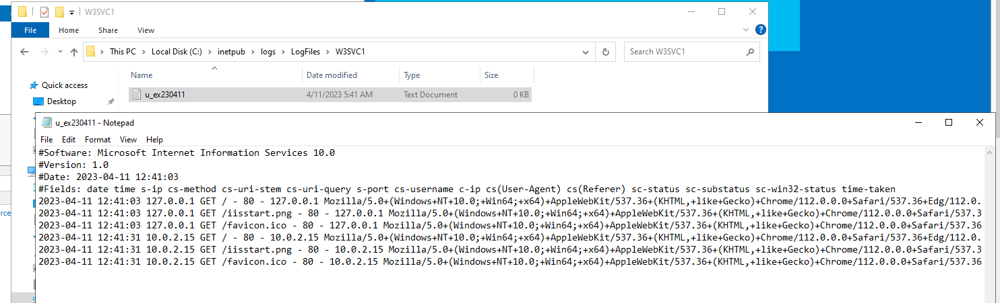 W3SVC1
File Home Share View
This PC Local Disk (C:) inetpub logs LogFiles W3SVC1 Search W3SVC1
Name Date modified Type Size
Quick access
u_ex230411 4/11/2023 5:41 AM Text Document 0 KB
Desktop
u_ex230411 - Notepad
File Edit Format View Help
#Software: Microsoft Internet Information Services 10.0
#Version: 1.0
#Date: 2023-04-11 12:41:03
#Fields: date time s-ip cs-method cs-uri-stem cs-uri-query s-port cs-username c-ip cs(User-Agent) cs(Referer) sc-status sc-substatus sc-win32-status time-taken
2023-04-11 12:41:03 127.0.0.1 GET / - 80 - 127.0.0.1 Mozilla/5.0+(Windows+NT+10.0;+Win64;+x64)+AppleWebKit/537.36+(KHTML,+like+Gecko)+Chrome/112.0.0.0+Safari/537.36+Edg/112.0.
2023-04-11 12:41:03 127.0.0.1 GET /iisstart.png - 80 - 127.0.0.1 Mozilla/5.0+(Windows+NT+10.0;+Win64;+x64)+AppleWebKit/537.36+(KHTML,+like+Gecko)+Chrome/112.0.0.0+Safari/537.3
2023-04-11 12:41:03 127.0.0.1 GET /favicon.ico - 80 - 127.0.0.1 Mozilla/5.0+(Windows+NT+10.0;+Win64;+x64)+AppleWebKit/537.36+(KHTML,+like+Gecko)+Chrome/112.0.0.0+Safari/537.36
2023-04-11 12:41:31 10.0.2.15 GET / - 80 - 10.0.2.15 Mozilla/5.0+(Windows+NT+10.0;+Win64;+x64)+AppleWebKit/537.36+(KHTML,+like+Gecko)+Chrome/112.0.0.0+Safari/537.36+Edg/112.0.
2023-04-11 12:41:31 10.0.2.15 GET /iisstart.png - 80 - 10.0.2.15 Mozilla/5.0+(Windows+NT+10.0;+Win64;+x64)+AppleWebKit/537.36+(KHTML,+like+Gecko)+Chrome/112.0.0.0+Safari/537.3
2023-04-11 12:41:31 10.0.2.15 GET /favicon.ico - 80 - 10.0.2.15 Mozilla/5.0+(Windows+NT+10.0;+Win64;+x64)+AppleWebKit/537.36+(KHTML,+like+Gecko)+Chrome/112.0.0.0+Safari/537.36